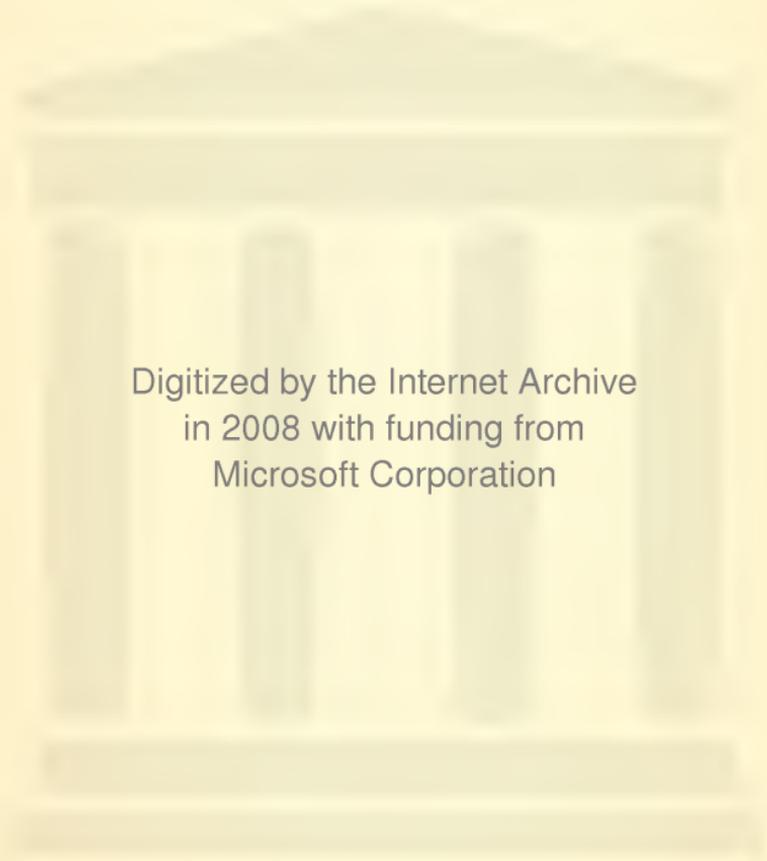 Digitized by the Internet Archive
in 2008 with funding from
Microsoft Corporation